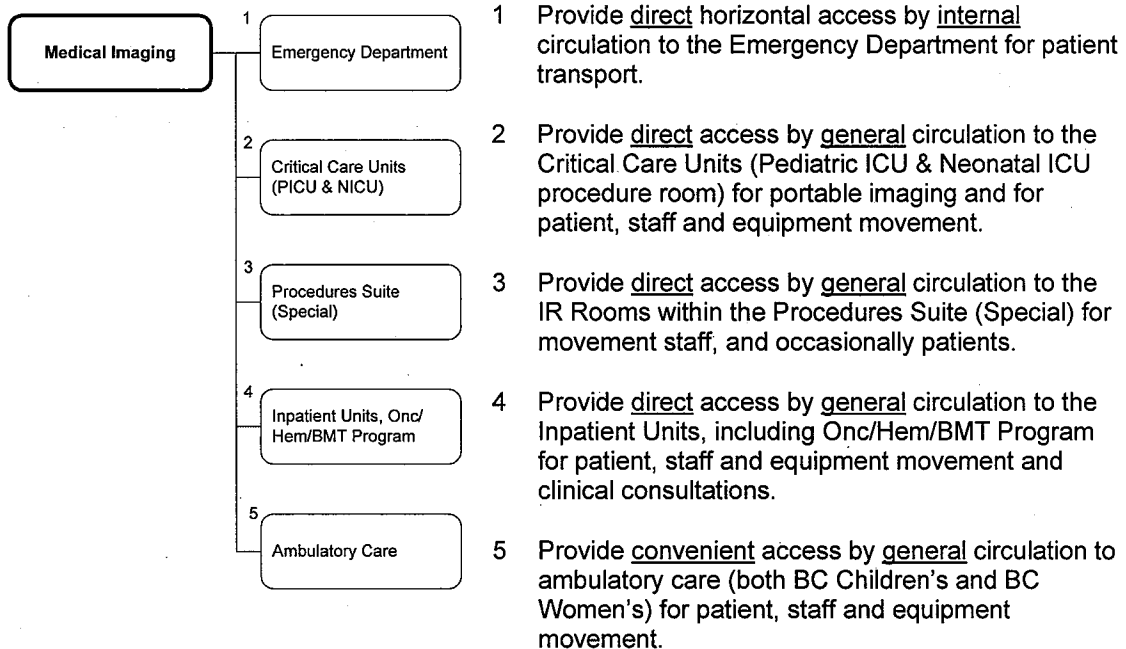 Medical Imaging
1
Emergency Department
2
Critical Care Units
(PICU & NICU)
3
Procedures Suite
(Special)
4
Inpatient Units, Onc/
Hem/BMT Program
5
Ambulatory Care
1 Provide direct horizontal access by internal
circulation to the Emergency Department for patient
transport.
2 Provide direct access by general circulation to the
Critical Care Units (Pediatric ICU & Neonatal ICU
procedure room) for portable imaging and for
patient, staff and equipment movement.
3 Provide direct access by general circulation to the
IR Rooms within the Procedures Suite (Special) for
movement staff, and occasionally patients.
4 Provide direct access by general circulation to the
Inpatient Units, including Onc/Hem/BMT Program
for patient, staff and equipment movement and
clinical consultations.
5 Provide convenient access by general circulation to
ambulatory care (both BC Children's and BC
Women's) for patient, staff and equipment
movement.